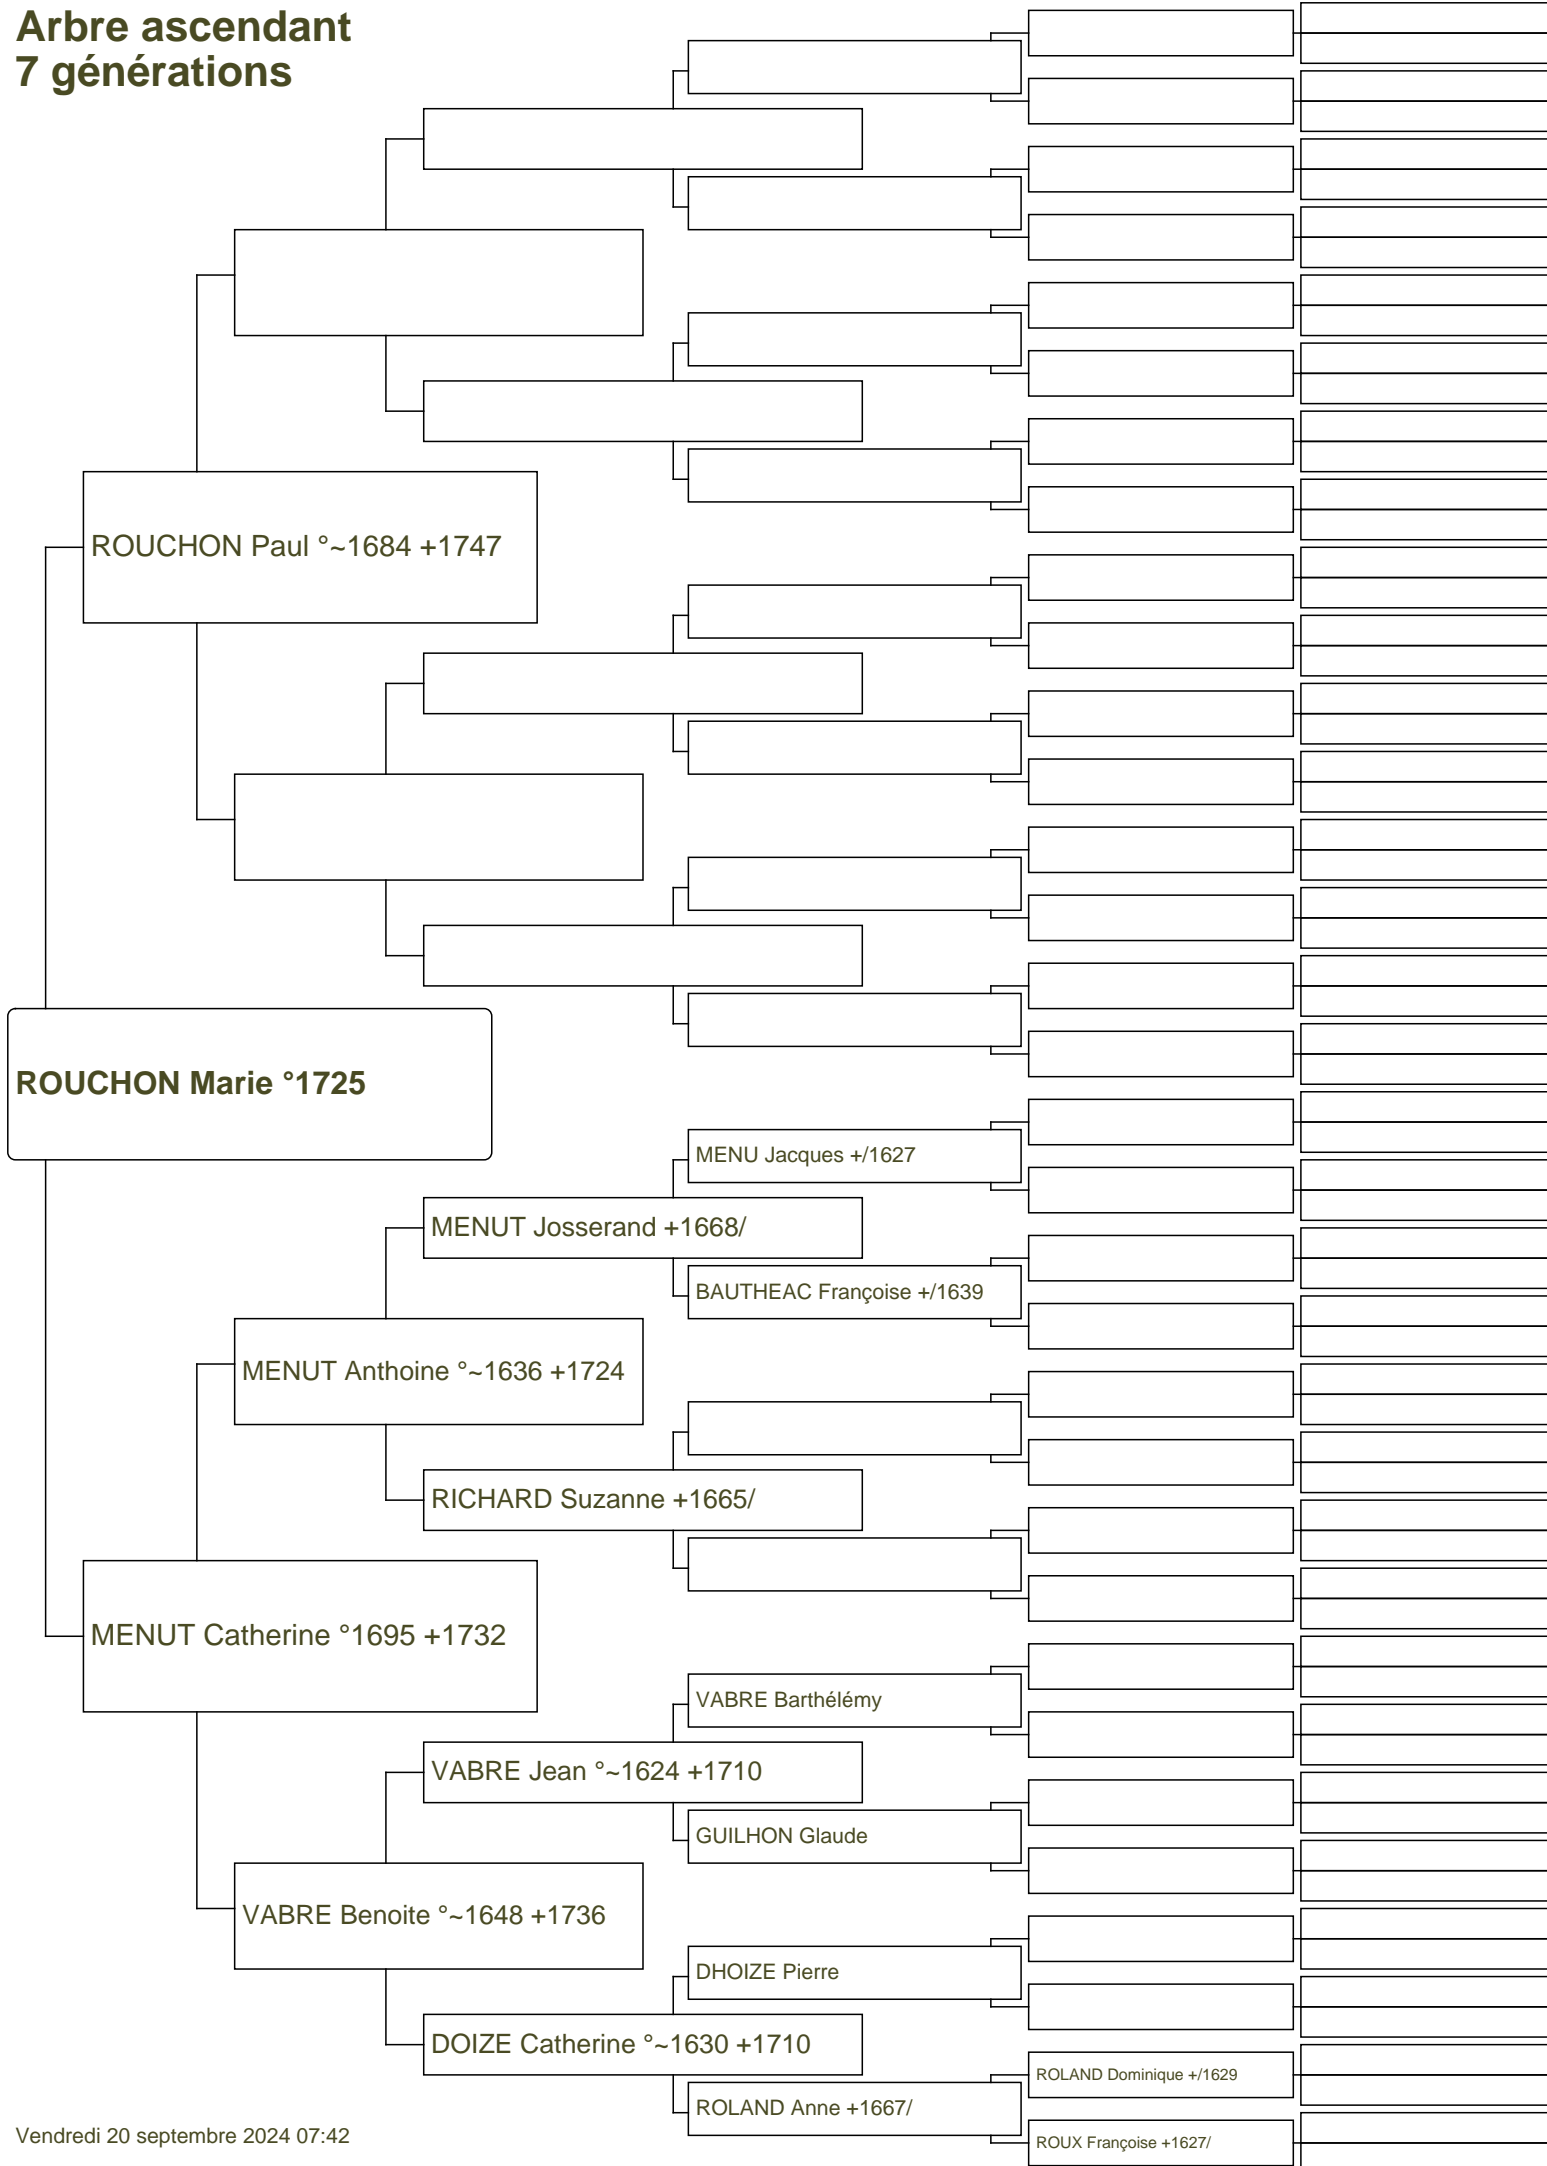 Arbre ascendant
7 générations
ROUCHON Paul °~1684 +1747
ROUCHON Marie °1725
MENU Jacques +/1627
MENUT Josserand +1668/
BAUTHEAC Françoise +/1639
MENUT Anthoine °~1636 +1724
RICHARD Suzanne +1665/
MENUT Catherine °1695 +1732
VABRE Barthélémy
VABRE Jean °~1624 +1710
GUILHON Glaude
VABRE Benoite °~1648 +1736
DHOIZE Pierre
DOIZE Catherine °~1630 +1710
ROLAND Dominique +/1629
ROLAND Anne +1667/
ROUX Françoise +1627/
Vendredi 20 septembre 2024 07:42